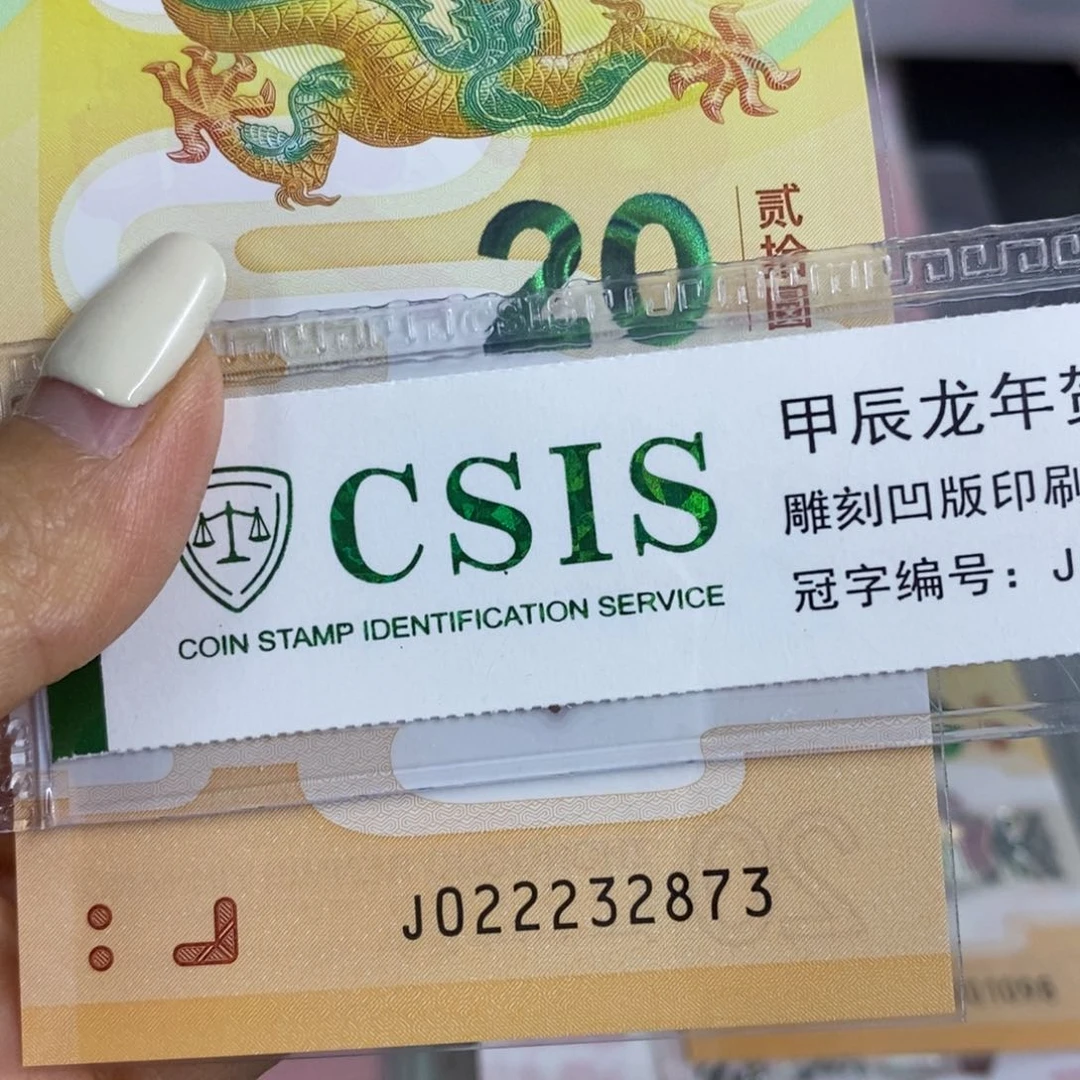 20
贰拾圆
CSIS
COIN STAMP IDENTIFICATION SERVICE
甲辰龙年贺
雕刻凹版印刷
冠字编号：J
J022232873